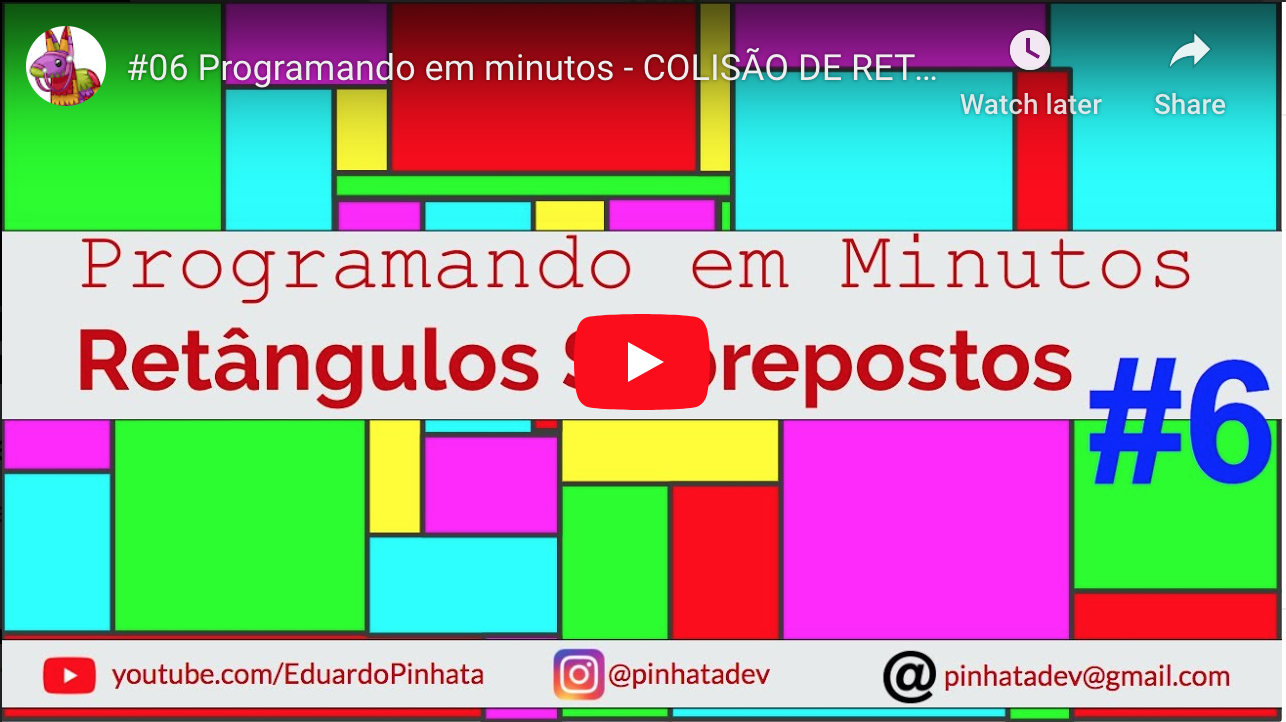 #06 Programando em minutos - COLISÃO DE RET...
Watch later
Share
Programando em Minutos
Retângulos
#6
youtube.com/EduardoPinhata
@pinhatadev
@ pinhatadev@gmail.com